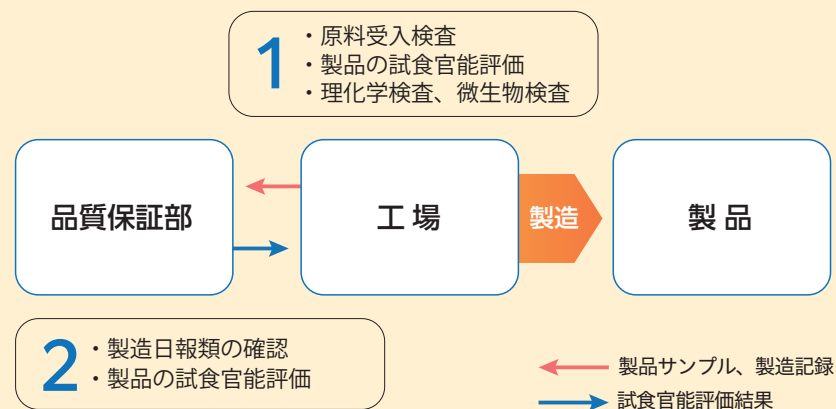 1
・原料受入検査
・製品の試食官能評価
・理化学検査、微生物検査
品質保証部
工場
製造
製品
2
・製造日報類の確認
・製品の試食官能評価
製品サンプル、製造記録
試食官能評価結果